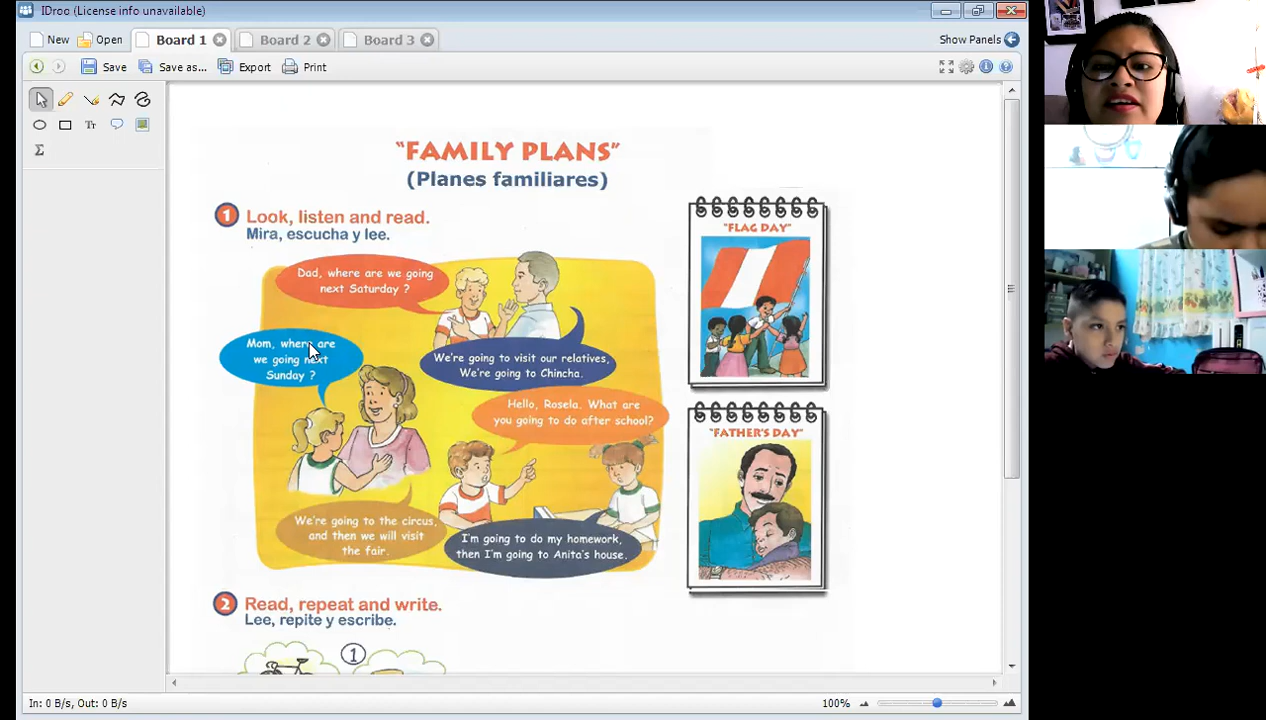 IDroo (License info unavailable)
New Open Board 1 Board 2 Board 3 Show Panels
Save Save as... Export Print
Tr
Σ
"FAMILY PLANS"
(Planes familiares)
1 Look, listen and read.
Mira, escucha y lee.
Dad, where are we going
next Saturday ?
Mom, where are
we going next
Sunday ?
We're going to visit our relatives,
We're going to Chincha.
Hello, Rosela. What are
you going to do after school?
We're going to the circus,
and then we will visit
the fair.
I'm going to do my homework,
then I'm going to Anita's house.
"FLAG DAY"
"FATHER'S DAY"
2 Read, repeat and write.
Lee, repite y escribe.
1
In: 0 B/s, Out: 0 B/s
100%